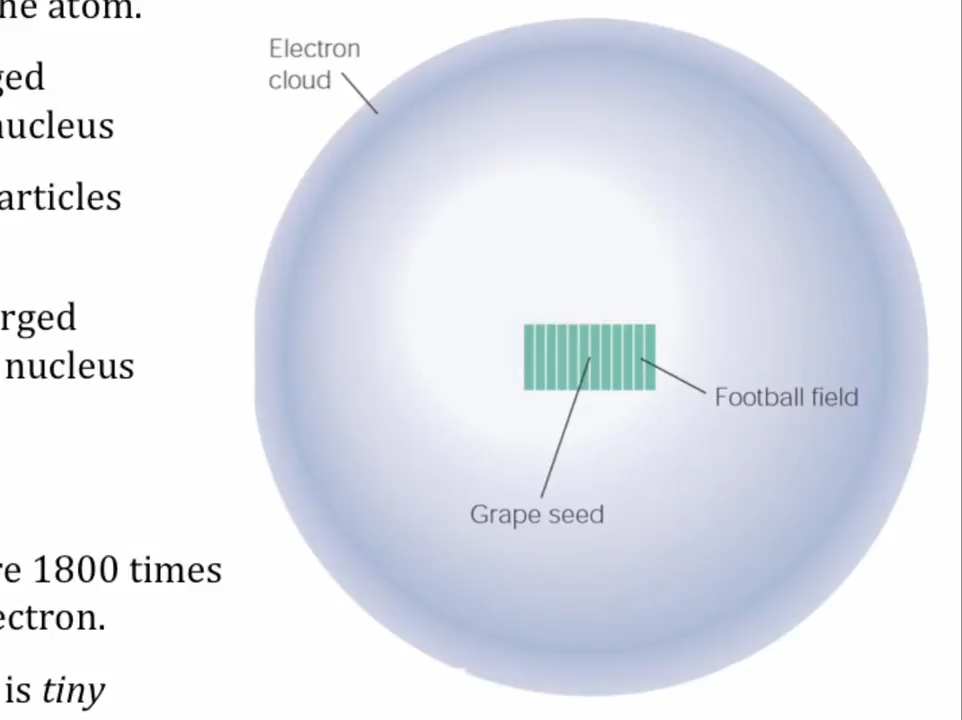 he atom.
ged
nucleus
articles
rged
nucleus
re 1800 times
ectron.
is tiny
Electron
cloud
Football field
Grape seed